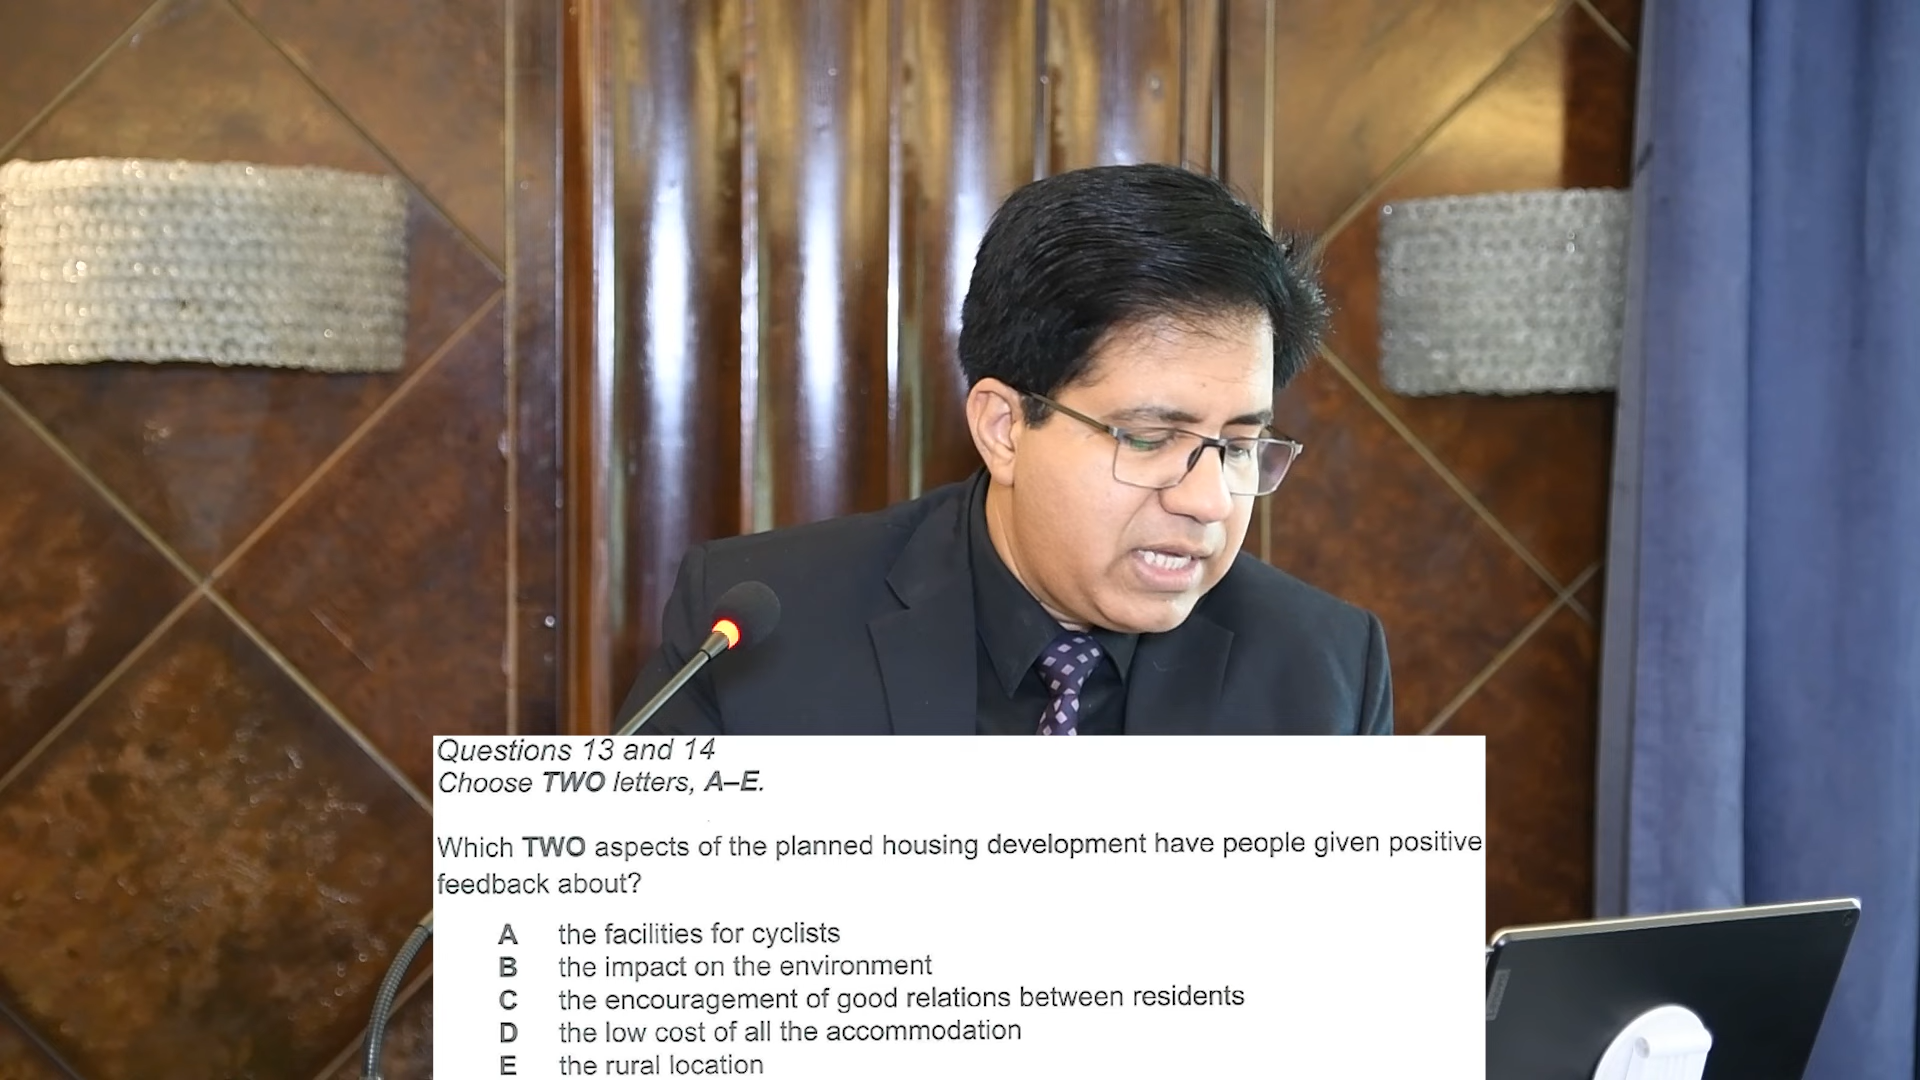 Questions 13 and 14
Choose TWO letters, A–E.
Which TWO aspects of the planned housing development have people given positive
feedback about?
A the facilities for cyclists
B the impact on the environment
C the encouragement of good relations between residents
D the low cost of all the accommodation
E the rural location